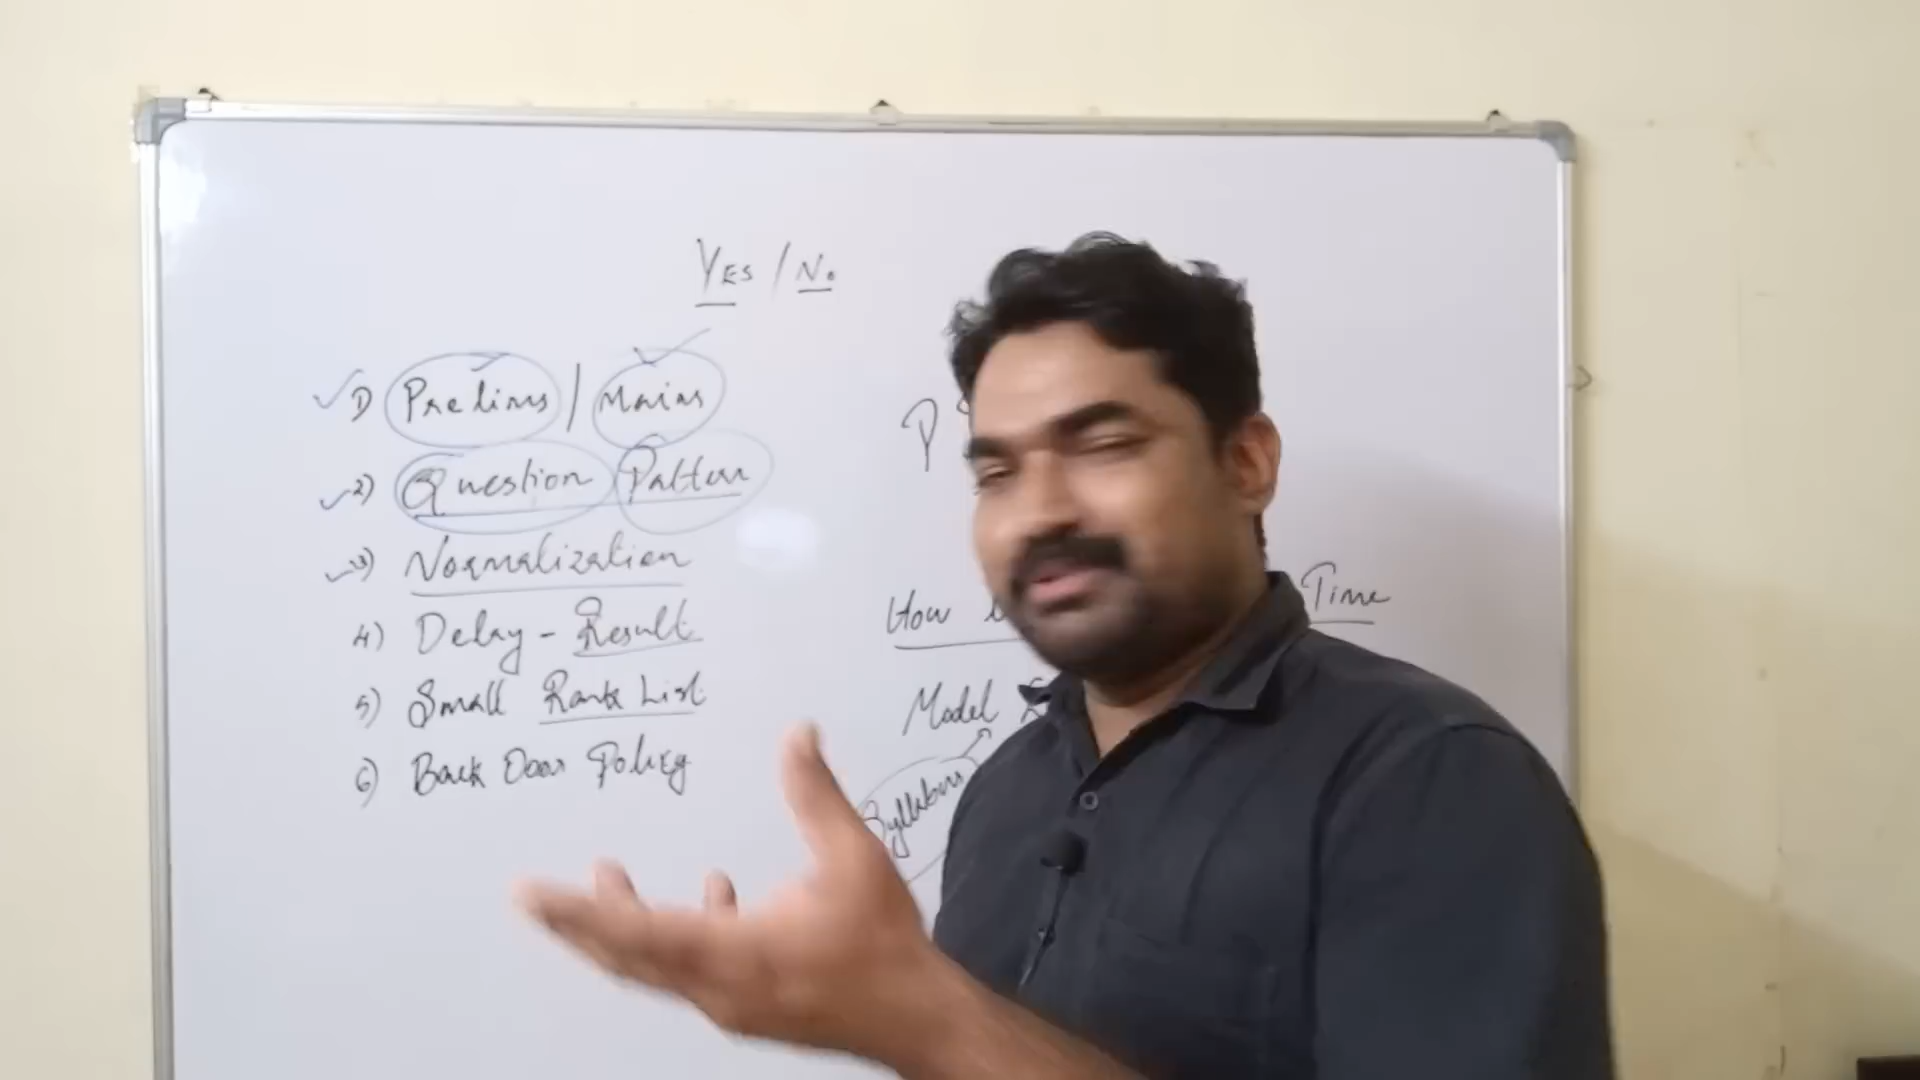 YES / No
1) Prelims / Mains
2) Question Pattern
3) Normalization
4) Delay - Result
5) Small Rank List
6) Back Door Policy
P
How
Time
Model
Syllabus